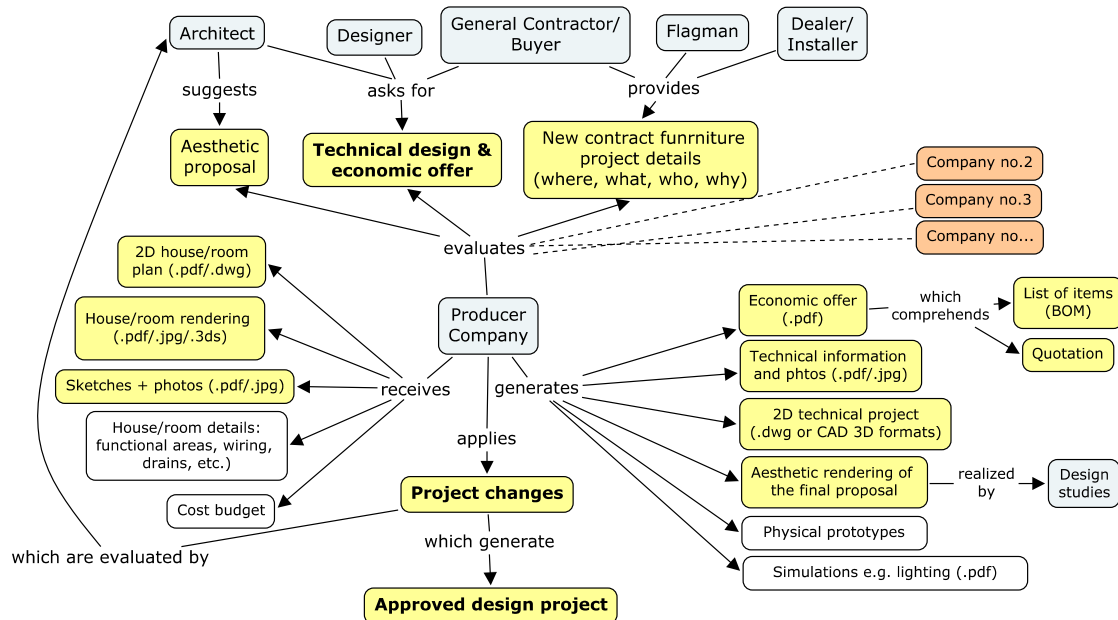 Architect
Designer
General Contractor/
Buyer
Flagman
Dealer/
Installer
suggests
asks for
provides
Aesthetic
proposal
Technical design &
economic offer
New contract funrniture
project details
(where, what, who, why)
Company no.2
Company no.3
Company no...
evaluates
2D house/room
plan (.pdf/.dwg)
House/room rendering
(.pdf/.jpg/.3ds)
Sketches + photos (.pdf/.jpg)
House/room details:
functional areas, wiring,
drains, etc.)
Cost budget
Producer
Company
receives
generates
applies
Economic offer
(.pdf)
which
comprehends
List of items
(BOM)
Quotation
Technical information
and phtos (.pdf/.jpg)
2D technical project
(.dwg or CAD 3D formats)
Aesthetic rendering of
the final proposal
realized
by
Design
studies
Physical prototypes
Simulations e.g. lighting (.pdf)
Project changes
which are evaluated by
which generate
Approved design project